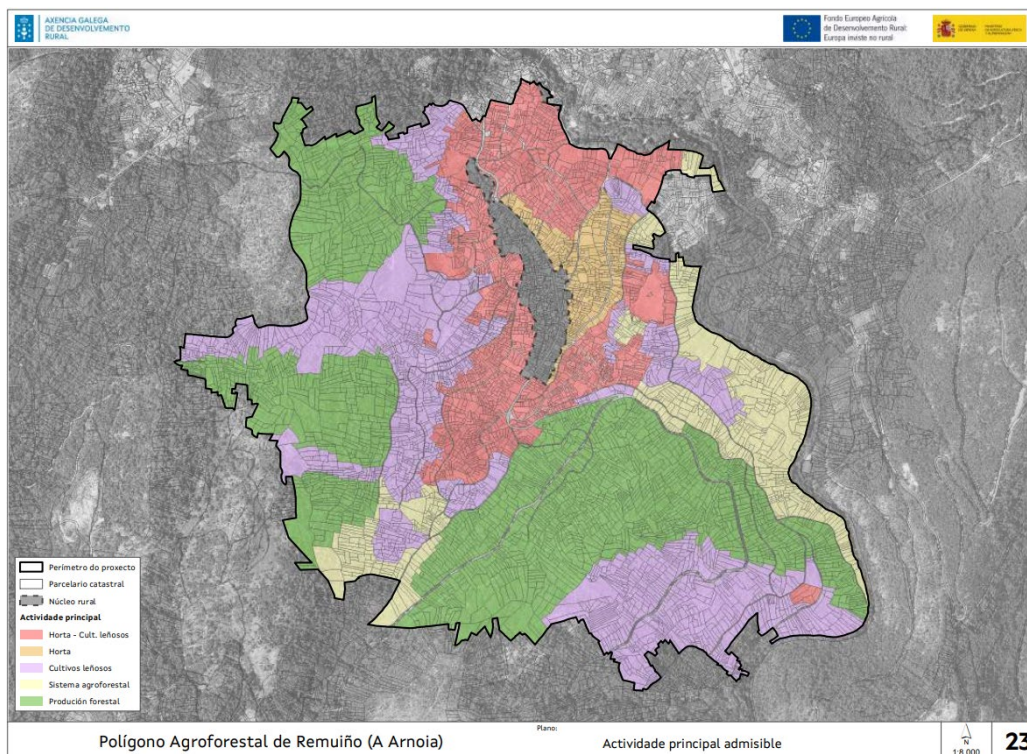 AXENCIA GALEGA
DE DESENVOLVEMENTO
RURAL
Fondo Europeo Agrícola
de Desenvolvemento Rural:
Europa inviste no rural
Perímetro do proxecto
Parcelario catastral
Núcleo rural
Actividade principal
Horta - Cult. leñosos
Horta
Cultivos leñosos
Sistema agroforestal
Produción forestal
Polígono Agroforestal de Remuiño (A Arnoia)
Plano:
Actividade principal admisible
N
1:8.000
23